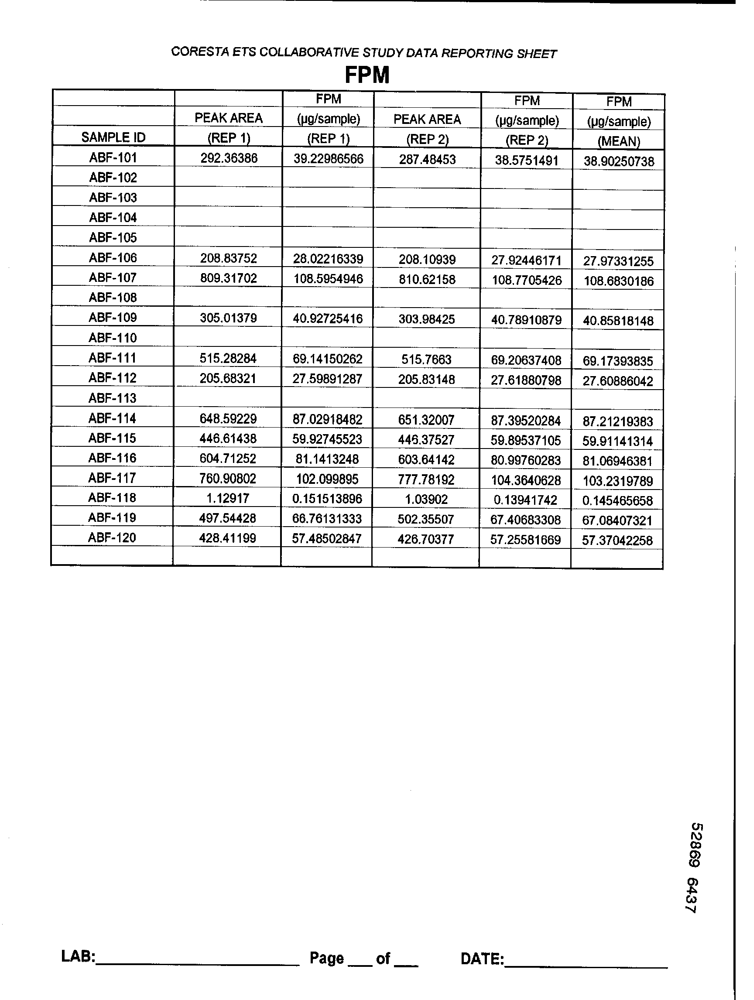 CORESTA ETS COLLABORATIVE STUDY DATA REPORTING SHEET
FPM
FPM FPM FPM
PEAK AREA (µg/sample) PEAK AREA (µg/sample) (µg/sample)
SAMPLE ID (REP 1) (REP 1) (REP 2) (REP 2) (MEAN)
ABF-101 292.36386 39.22986566 287.48453 38.5751491 38.90250738
ABF-102
ABF-103
ABF-104
ABF-105
ABF-106 208.83752 28.02216339 208.10939 27.92446171 27.97331255
ABF-107 809.31702 108.5954946 810.62158 108.7705426 108.6830186
ABF-108
ABF-109 305.01379 40.92725416 303.98425 40.78910879 40.85818148
ABF-110
ABF-111 515.28284 69.14150262 515.7663 69.20637408 69.17393835
ABF-112 205.68321 27.59891287 205.83148 27.61880798 27.60886042
ABF-113
ABF-114 648.59229 87.02918482 651.32007 87.39520284 87.21219383
ABF-115 446.61438 59.92745523 446.37527 59.89537105 59.91141314
ABF-116 604.71252 81.1413248 603.64142 80.99760283 81.06946381
ABF-117 760.90802 102.099895 777.78192 104.3640628 103.2319789
ABF-118 1.12917 0.151513896 1.03902 0.13941742 0.145465658
ABF-119 497.54428 66.76131333 502.35507 67.40683308 67.08407321
ABF-120 428.41199 57.48502847 426.70377 57.25581669 57.37042258
52869 6437
LAB: Page of DATE: